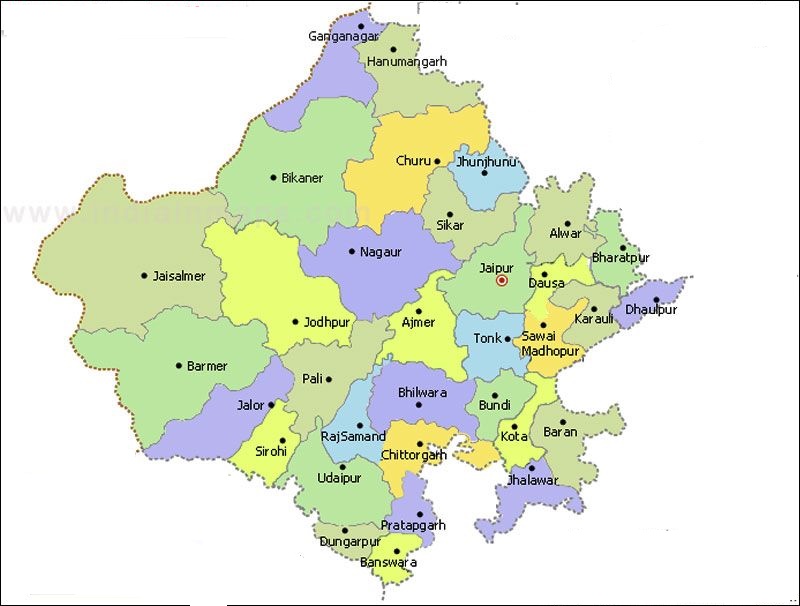 Ganganagar
Hanumangarh
Churu
Jhunjhunu
Bikaner
www.indiainmaps.com
Sikar
Alwar
Nagaur
Bharatpur
Jaipur
Jaisalmer
Dausa
Dhaulpur
Karauli
Jodhpur
Ajmer
Tonk
Sawai
Madhopur
Barmer
Pali
Bhilwara
Jalor
Bundi
RajSamand
Kota
Baran
Sirohi
Chittorgarh
Udaipur
Jhalawar
Pratapgarh
Dungarpur
Banswara